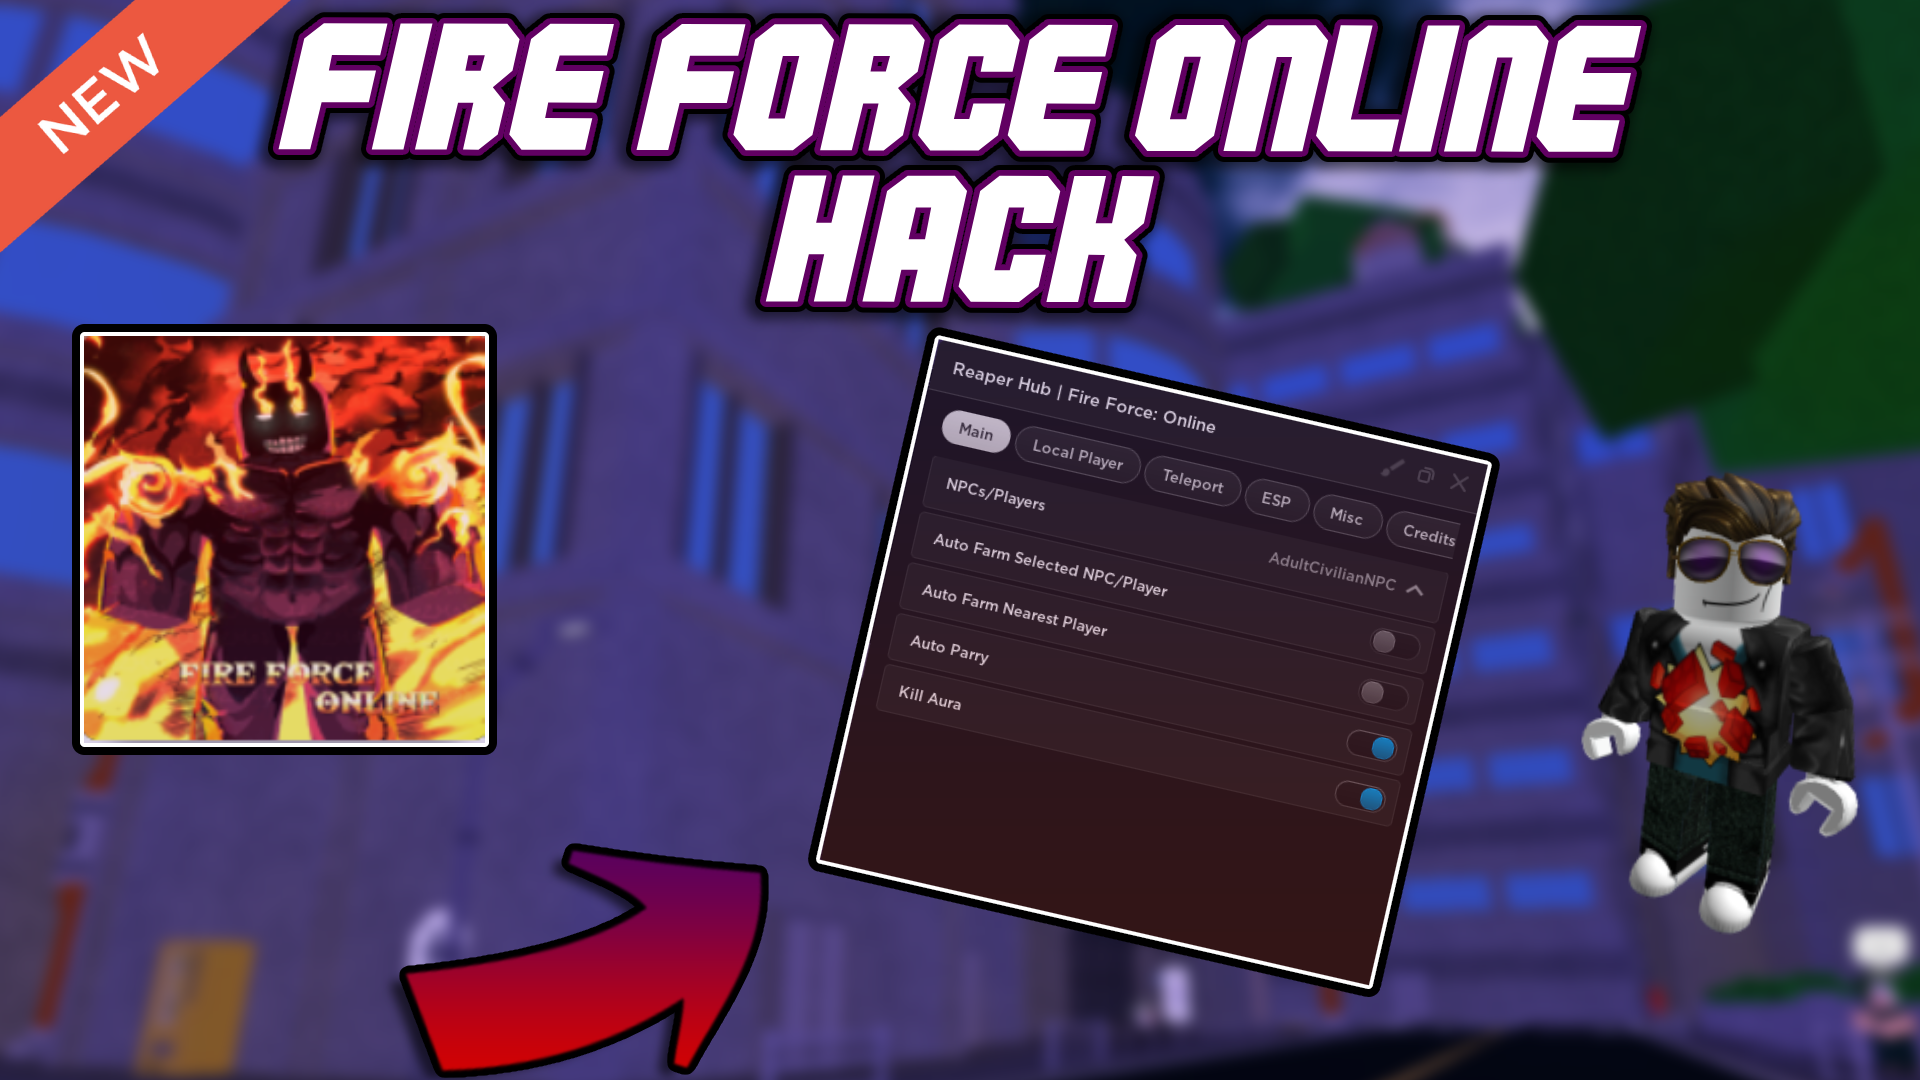 NEW
FIRE FORCE ONLINE
HACK
FIRE FORCE
ONLINE
Reaper Hub | Fire Force: Online
Main
Local Player
Teleport
ESP
Misc
Credits
NPCs/Players
AdultCivilianNPC
Auto Farm Selected NPC/Player
Auto Farm Nearest Player
Auto Parry
Kill Aura